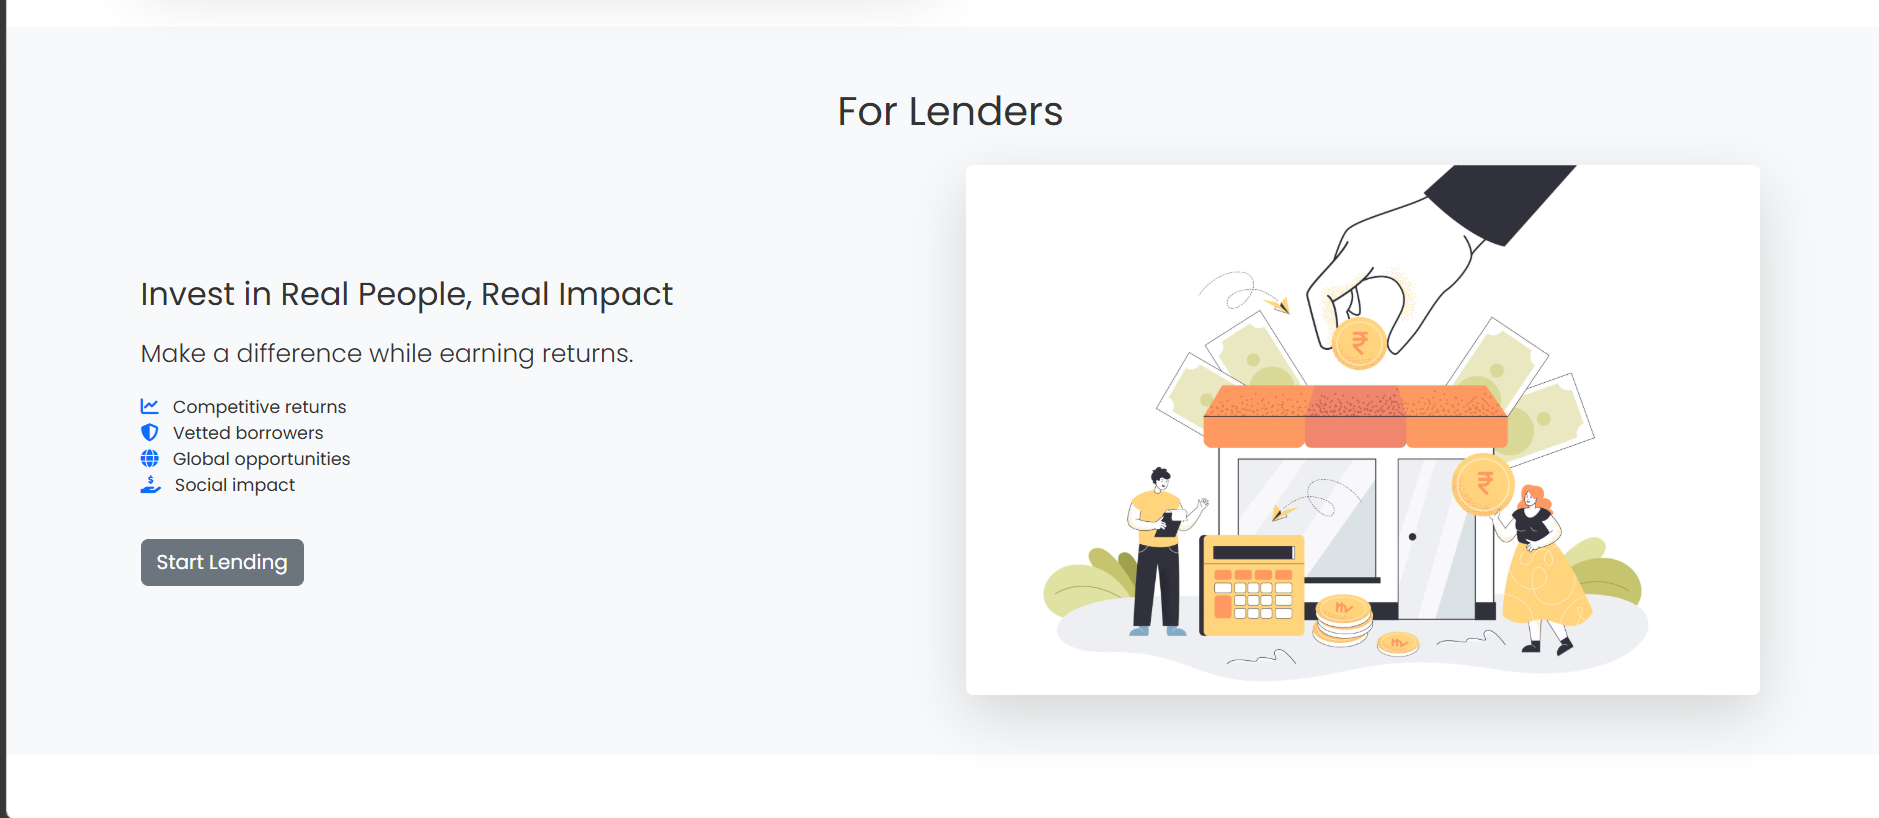 For Lenders
Invest in Real People, Real Impact
Make a difference while earning returns.
Competitive returns
Vetted borrowers
Global opportunities
Social impact
Start Lending
₹
₹